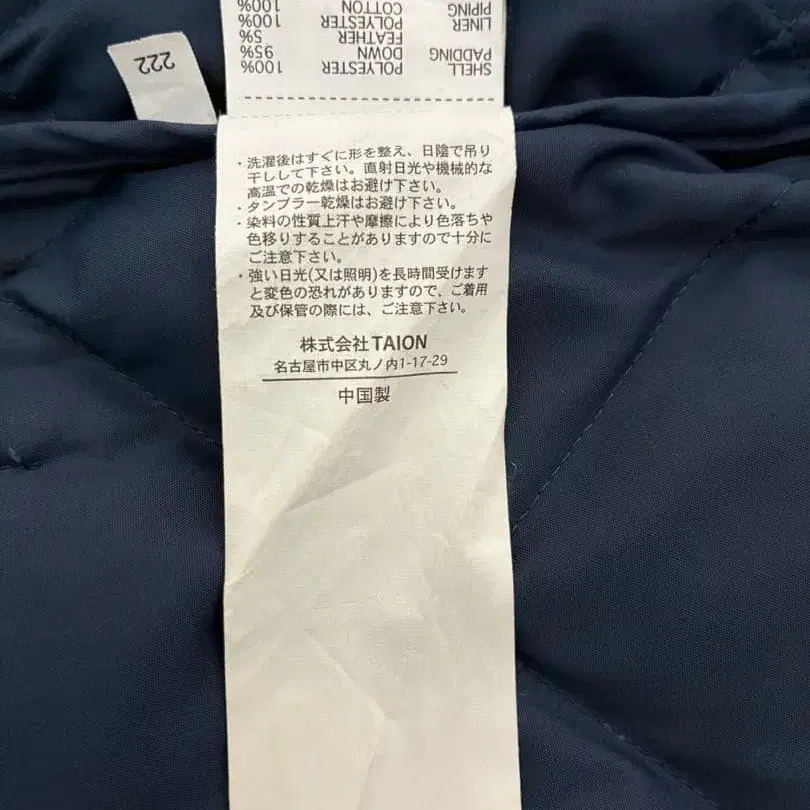 SHELL POLYESTER 100%
PADDING DOWN 95%
FEATHER 5%
LINER POLYESTER 100%
PIPING COTTON 100%
222
・洗濯後はすぐに形を整え、日陰で吊り
干しして下さい。直射日光や機械的な
高温での乾燥はお避け下さい。
・タンブラー乾燥はお避け下さい。
・染料の性質上汗や摩擦により色落ちや
色移りすることがありますので十分に
ご注意下さい。
・強い日光(又は照明)を長時間受けます
と変色の恐れがありますので、ご着用
及び保管の際には、ご注意下さい。
株式会社TAION
名古屋市中区丸ノ内1-17-29
中国製